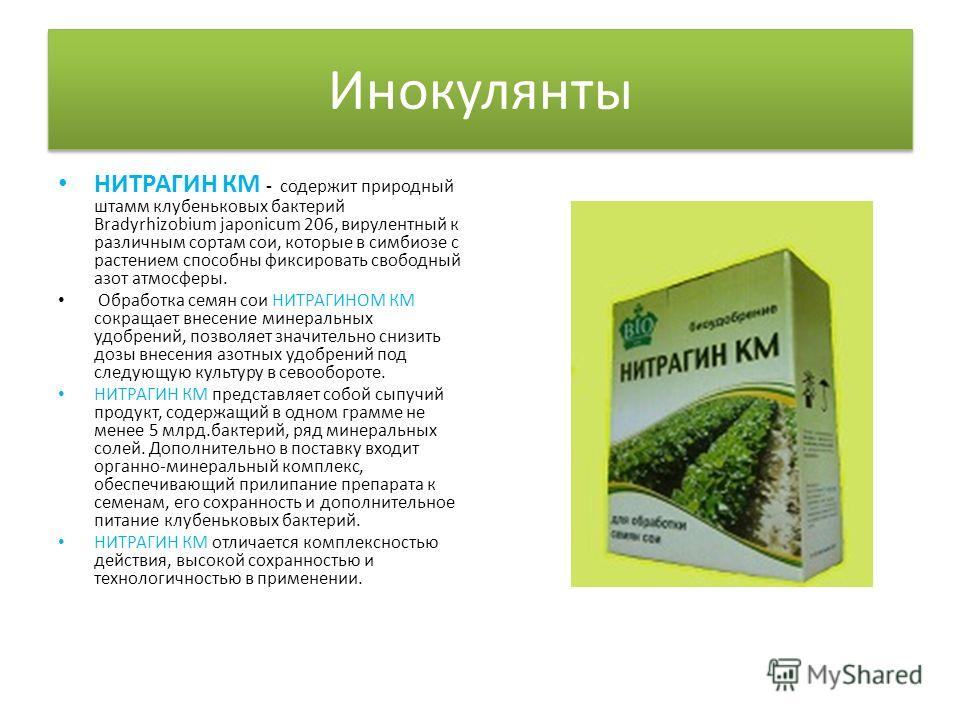 Инокулянты
• НИТРАГИН КМ - содержит природный
штамм клубеньковых бактерий
Bradyrhizobium japonicum 206, вирулентный к
различным сортам сои, которые в симбиозе с
растением способны фиксировать свободный
азот атмосферы.
• Обработка семян сои НИТРАГИНОМ КМ
сокращает внесение минеральных
удобрений, позволяет значительно снизить
дозы внесения азотных удобрений под
следующую культуру в севообороте.
• НИТРАГИН КМ представляет собой сыпучий
продукт, содержащий в одном грамме не
менее 5 млрд.бактерий, ряд минеральных
солей. Дополнительно в поставку входит
органно-минеральный комплекс,
обеспечивающий прилипание препарата к
семенам, его сохранность и дополнительное
питание клубеньковых бактерий.
• НИТРАГИН КМ отличается комплексностью
действия, высокой сохранностью и
технологичностью в применении.
BIO
биоудобрение
НИТРАГИН КМ
для обработки
семян сои
MyShared